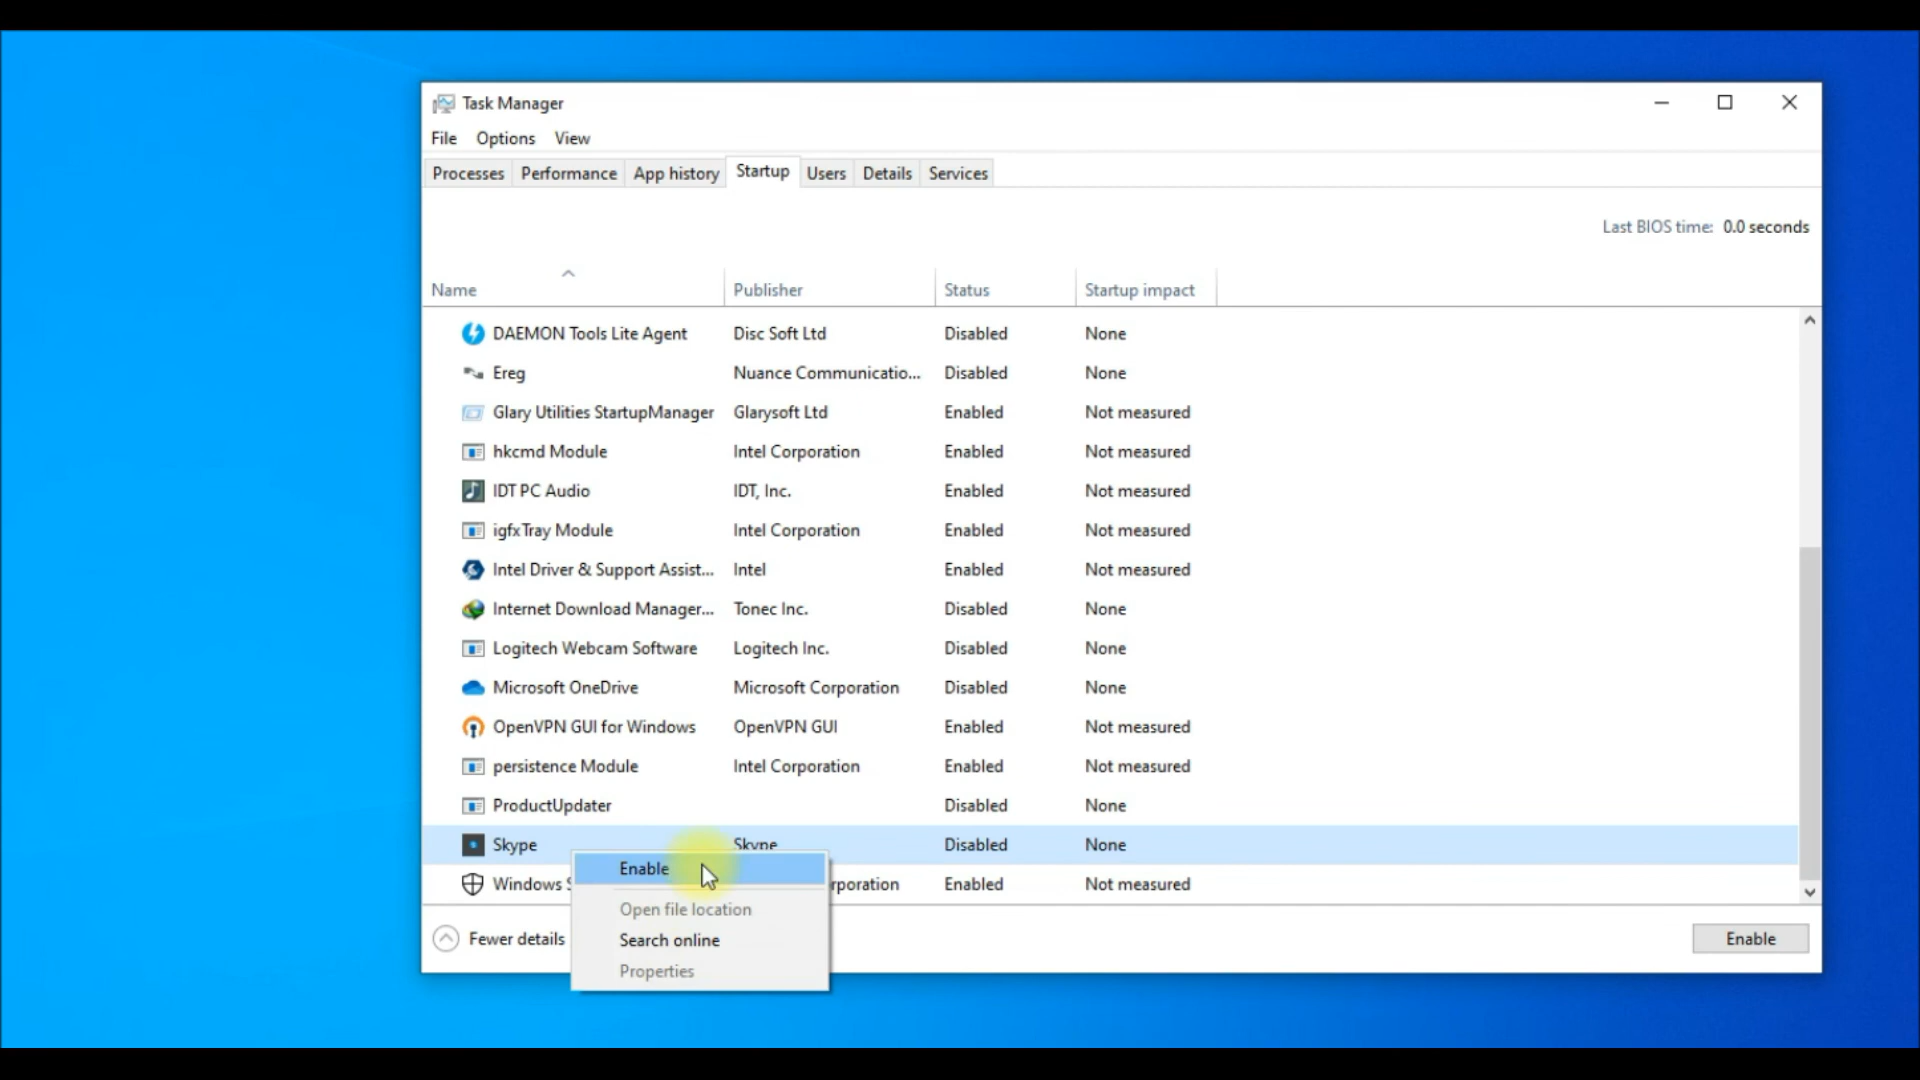 Task Manager
File Options View
Processes Performance App history Startup Users Details Services
Last BIOS time: 0.0 seconds
Name Publisher Status Startup impact
DAEMON Tools Lite Agent Disc Soft Ltd Disabled None
Ereg Nuance Communicatio... Disabled None
Glary Utilities StartupManager Glarysoft Ltd Enabled Not measured
hkcmd Module Intel Corporation Enabled Not measured
IDT PC Audio IDT, Inc. Enabled Not measured
igfxTray Module Intel Corporation Enabled Not measured
Intel Driver & Support Assist... Intel Enabled Not measured
Internet Download Manager... Tonec Inc. Disabled None
Logitech Webcam Software Logitech Inc. Disabled None
Microsoft OneDrive Microsoft Corporation Disabled None
OpenVPN GUI for Windows OpenVPN GUI Enabled Not measured
persistence Module Intel Corporation Enabled Not measured
ProductUpdater Disabled None
Skype Skype Disabled None
Enable
Windows S rporation Enabled Not measured
Open file location
Fewer details Enable
Search online
Properties